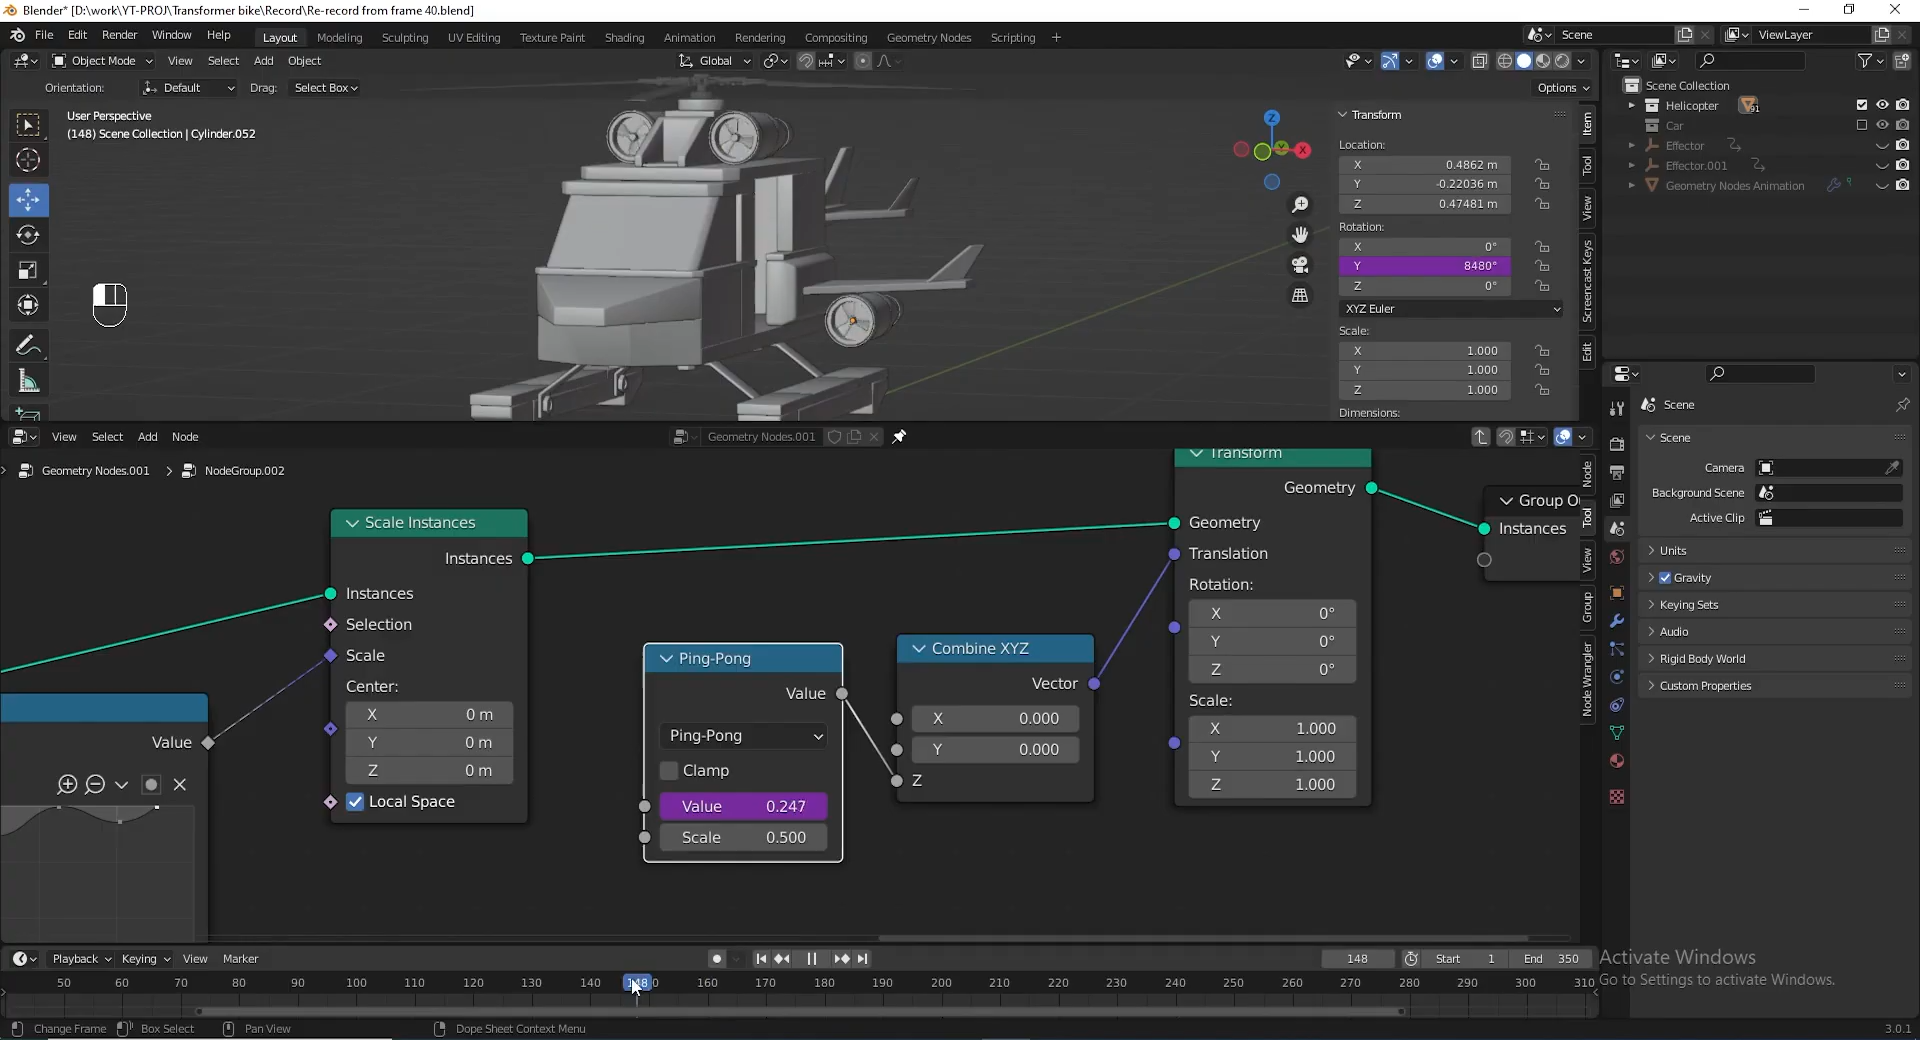 Blender* [D:\work\YT-PROJ\Transformer bike\Record\Re-record from frame 40.blend]
File Edit Render Window Help Layout Modeling Sculpting UV Editing Texture Paint Shading Animation Rendering Compositing Geometry Nodes Scripting + Scene ViewLayer
Object Mode View Select Add Object Global
Orientation: Default Drag: Select Box Options
User Perspective
(148) Scene Collection | Cylinder.052
Z
X
Transform
Location:
X 0.4862 m
Y -0.22036 m
Z 0.47481 m
Rotation:
X 0°
Y 8480°
Z 0°
XYZ Euler
Scale:
X 1.000
Y 1.000
Z 1.000
Dimensions:
Item
Tool
View
Screencast Keys
Edit
Scene Collection
Helicopter 91
Car
Effector
Effector.001
Geometry Nodes Animation
Scene
Scene
Camera
Background Scene
Active Clip
Units
Gravity
Keying Sets
Audio
Rigid Body World
Custom Properties
View Select Add Node Geometry Nodes.001
Geometry Nodes.001 > NodeGroup.002
Value
Scale Instances
Instances
Instances
Selection
Scale
Center:
X 0 m
Y 0 m
Z 0 m
Local Space
Ping-Pong
Value
Ping-Pong
Clamp
Value 0.247
Scale 0.500
Combine XYZ
Vector
X 0.000
Y 0.000
Z
Transform
Geometry
Geometry
Translation
Rotation:
X 0°
Y 0°
Z 0°
Scale:
X 1.000
Y 1.000
Z 1.000
Group O
Instances
Node
Tool
View
Group
Node Wrangler
Playback Keying View Marker 148 Start 1 End 350
50 60 70 80 90 100 110 120 130 140 148 0 160 170 180 190 200 210 220 230 240 250 260 270 280 290 300 310
Activate Windows
Go to Settings to activate Windows.
Change Frame Box Select Pan View Dope Sheet Context Menu 3.0.1